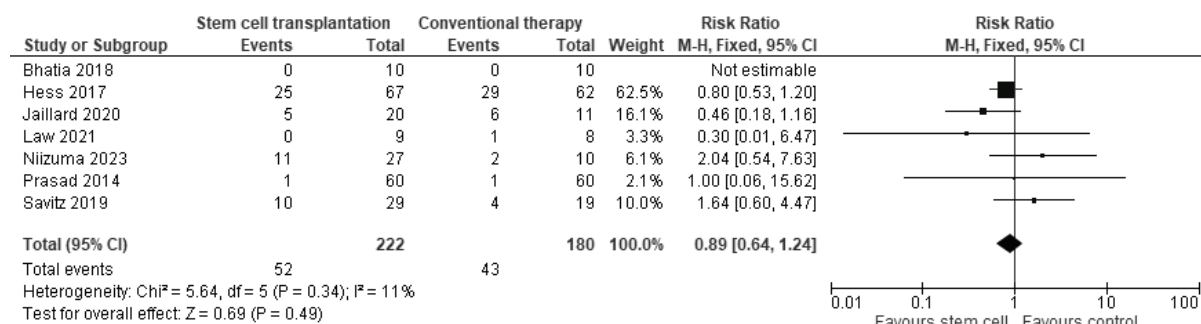 Stem cell transplantation Conventional therapy Risk Ratio Risk Ratio
Study or Subgroup Events Total Events Total Weight M-H, Fixed, 95% CI M-H, Fixed, 95% CI
Bhatia 2018 0 10 0 10 Not estimable
Hess 2017 25 67 29 62 62.5% 0.80 [0.53, 1.20]
Jaillard 2020 5 20 6 11 16.1% 0.46 [0.18, 1.16]
Law 2021 0 9 1 8 3.3% 0.30 [0.01, 6.47]
Niizuma 2023 11 27 2 10 6.1% 2.04 [0.54, 7.63]
Prasad 2014 1 60 1 60 2.1% 1.00 [0.06, 15.62]
Savitz 2019 10 29 4 19 10.0% 1.64 [0.60, 4.47]
Total (95% CI) 222 180 100.0% 0.89 [0.64, 1.24]
Total events 52 43
Heterogeneity: Chi² = 5.64, df = 5 (P = 0.34); I² = 11%
Test for overall effect: Z = 0.69 (P = 0.49)
0.01 0.1 1 10 100
Favours stem cell Favours control